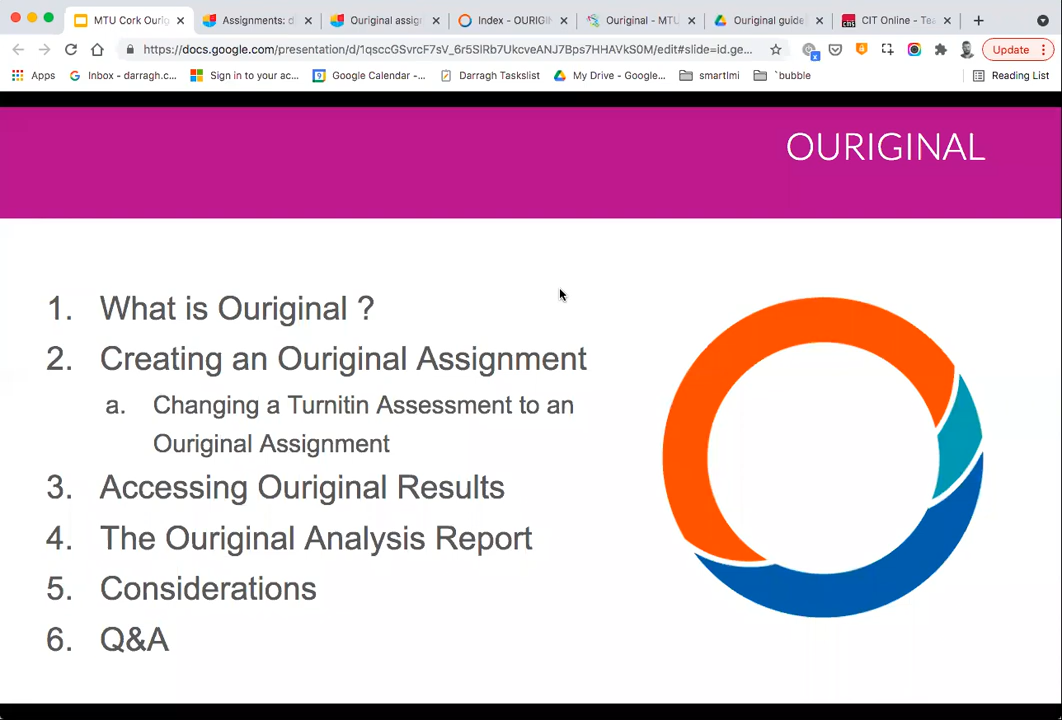 MTU Cork Ourig
Assignments: d
Ouriginal assig
Index - OURIGIN
Ouriginal - MTU
Ouriginal guide
CIT Online - Tea
https://docs.google.com/presentation/d/1qsccGSvrcF7sV_6r5SlRb7UkcveANJ7Bps7HHAVkS0M/edit#slide=id.ge...
Update
Apps
Inbox - darragh.c...
Sign in to your ac...
Google Calendar -...
Darragh Tasklist
My Drive - Google...
smartlmi
`bubble
Reading List
OURIGINAL
1. What is Ouriginal ?
2. Creating an Ouriginal Assignment
a. Changing a Turnitin Assessment to an
Ouriginal Assignment
3. Accessing Ouriginal Results
4. The Ouriginal Analysis Report
5. Considerations
6. Q&A